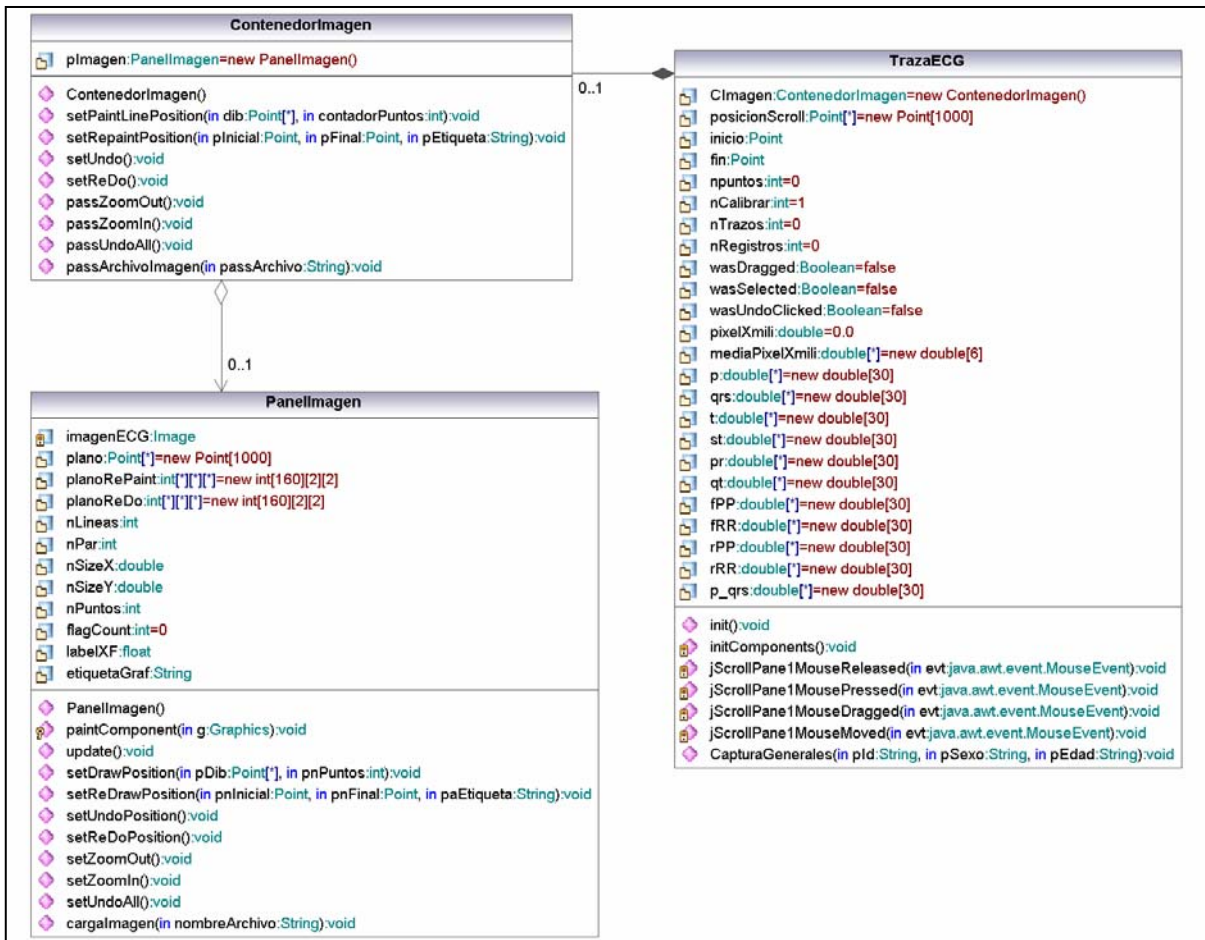 ContenedorImagen
pImagen:PanelImagen=new PanelImagen()
ContenedorImagen()
setPaintLinePosition(in dib:Point[*], in contadorPuntos:int):void
setRepaintPosition(in pInicial:Point, in pFinal:Point, in pEtiqueta:String):void
setUndo():void
setReDo():void
passZoomOut():void
passZoomIn():void
passUndoAll():void
passArchivoImagen(in passArchivo:String):void
0..1
0..1
PanelImagen
imagenECG:Image
plano:Point[*]=new Point[1000]
planoRePaint:int[*][*][*]=new int[160][2][2]
planoReDo:int[*][*][*]=new int[160][2][2]
nLineas:int
nPar:int
nSizeX:double
nSizeY:double
nPuntos:int
flagCount:int=0
labelXF:float
etiquetaGraf:String
PanelImagen()
paintComponent(in g:Graphics):void
update():void
setDrawPosition(in pDib:Point[*], in pnPuntos:int):void
setReDrawPosition(in pnInicial:Point, in pnFinal:Point, in paEtiqueta:String):void
setUndoPosition():void
setReDoPosition():void
setZoomOut():void
setZoomIn():void
setUndoAll():void
cargaImagen(in nombreArchivo:String):void
TrazaECG
CImagen:ContenedorImagen=new ContenedorImagen()
posicionScroll:Point[*]=new Point[1000]
inicio:Point
fin:Point
npuntos:int=0
nCalibrar:int=1
nTrazos:int=0
nRegistros:int=0
wasDragged:Boolean=false
wasSelected:Boolean=false
wasUndoClicked:Boolean=false
pixelXmili:double=0.0
mediaPixelXmili:double[*]=new double[6]
p:double[*]=new double[30]
qrs:double[*]=new double[30]
t:double[*]=new double[30]
st:double[*]=new double[30]
pr:double[*]=new double[30]
qt:double[*]=new double[30]
fPP:double[*]=new double[30]
fRR:double[*]=new double[30]
rPP:double[*]=new double[30]
rRR:double[*]=new double[30]
p_qrs:double[*]=new double[30]
init():void
initComponents():void
jScrollPane1MouseReleased(in evt:java.awt.event.MouseEvent):void
jScrollPane1MousePressed(in evt:java.awt.event.MouseEvent):void
jScrollPane1MouseDragged(in evt:java.awt.event.MouseEvent):void
jScrollPane1MouseMoved(in evt:java.awt.event.MouseEvent):void
CapturaGenerales(in pId:String, in pSexo:String, in pEdad:String):void